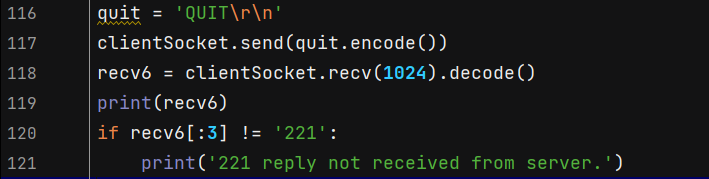 116 quit = 'QUIT\r\n'
117 clientSocket.send(quit.encode())
118 recv6 = clientSocket.recv(1024).decode()
119 print(recv6)
120 if recv6[:3] != '221':
121     print('221 reply not received from server.')